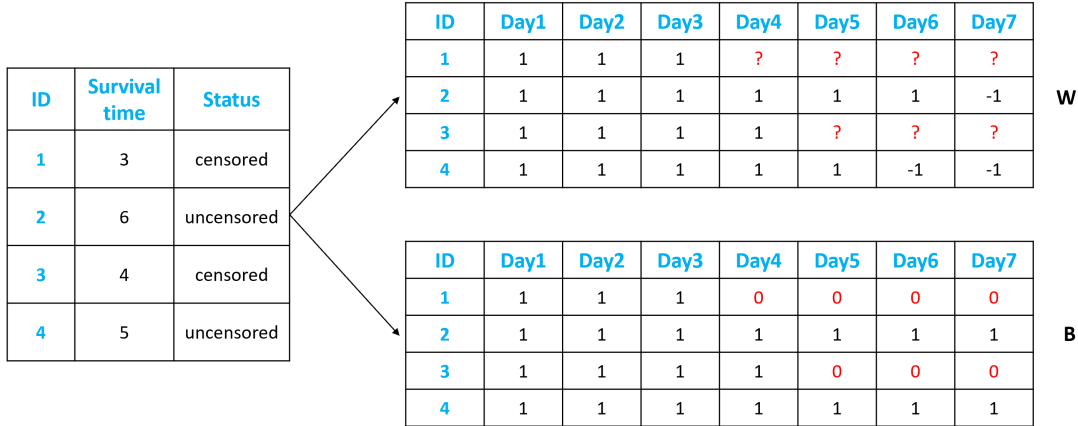 ID Survival time Status
1 3 censored
2 6 uncensored
3 4 censored
4 5 uncensored
ID Day1 Day2 Day3 Day4 Day5 Day6 Day7
1 1 1 1 ? ? ? ?
2 1 1 1 1 1 1 -1
3 1 1 1 1 ? ? ?
4 1 1 1 1 1 -1 -1
W
ID Day1 Day2 Day3 Day4 Day5 Day6 Day7
1 1 1 1 0 0 0 0
2 1 1 1 1 1 1 1
3 1 1 1 1 0 0 0
4 1 1 1 1 1 1 1
B